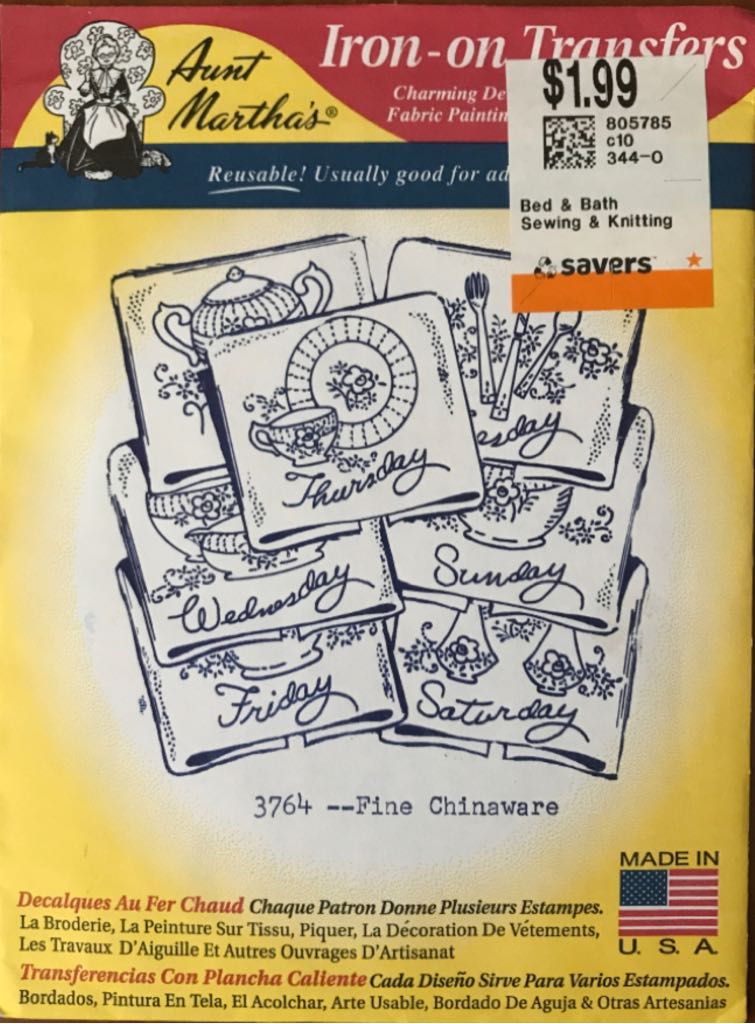 Aunt
Martha's®
Iron-on Transfers
Charming De
Fabric Paintin
Reusable! Usually good for ad
$1.99
805785
c10
344-0
Bed & Bath
Sewing & Knitting
savers
sday
Thursday
Wednesday
Sunday
Friday
Saturday
3764 --Fine Chinaware
MADE IN
U. S. A.
Decalques Au Fer Chaud Chaque Patron Donne Plusieurs Estampes.
La Broderie, La Peinture Sur Tissu, Piquer, La Décoration De Vétements,
Les Travaux D'Aiguille Et Autres Ouvrages D'Artisanat
Transferencias Con Plancha Caliente Cada Diseño Sirve Para Varios Estampados.
Bordados, Pintura En Tela, El Acolchar, Arte Usable, Bordado De Aguja & Otras Artesanias